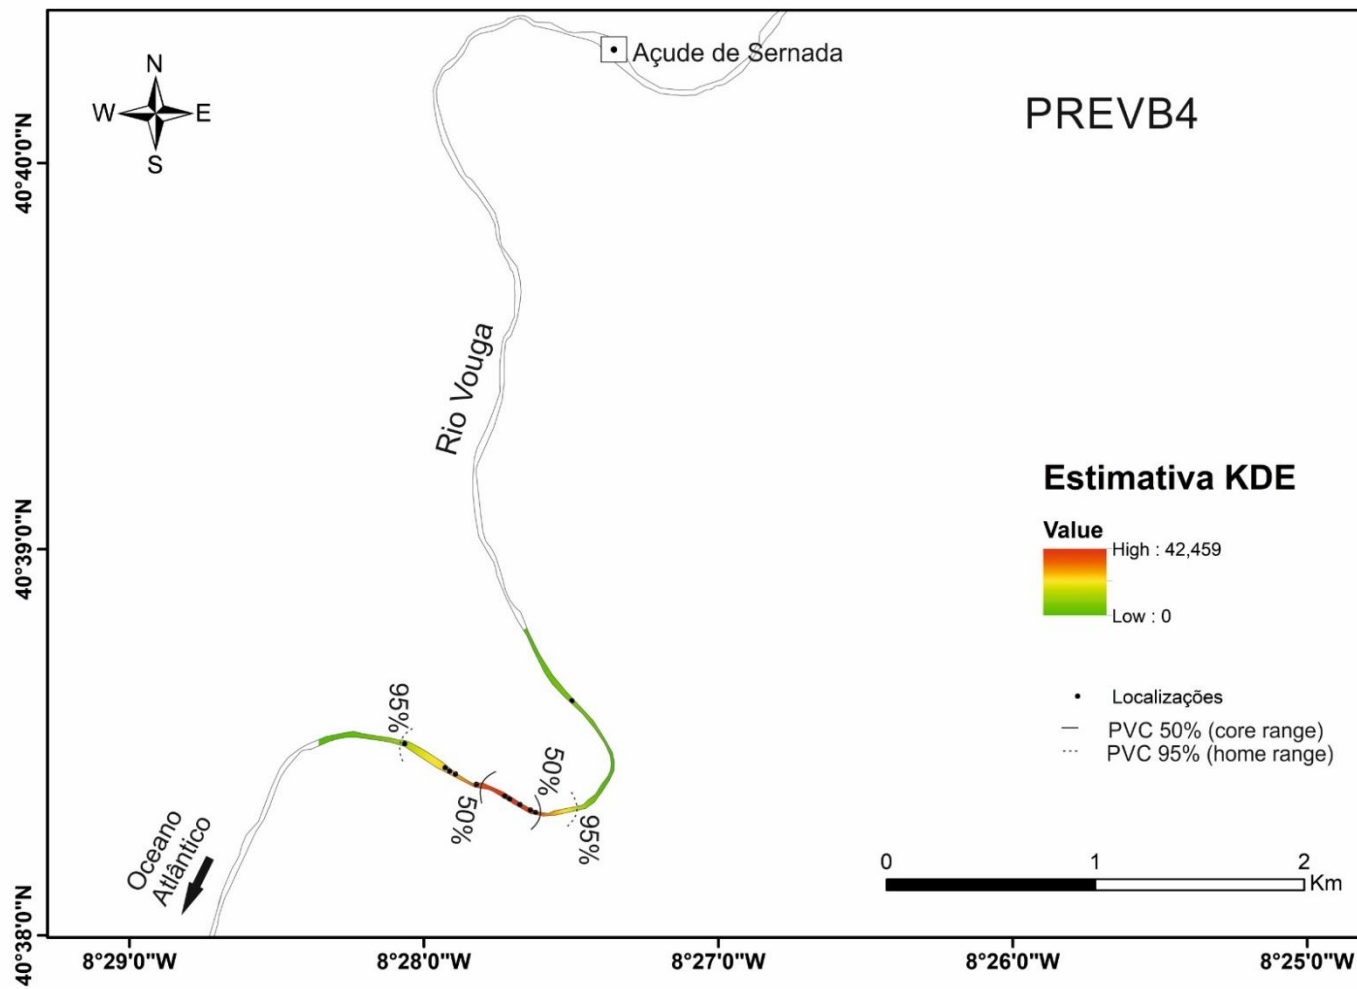 Açude de Sernada
PREVB4
N
W
E
S
40°40'0"N
40°39'0"N
40°38'0"N
Rio Vouga
Estimativa KDE
Value
High : 42,459
Low : 0
Localizações
PVC 50% (core range)
PVC 95% (home range)
95%
50%
50%
95%
Oceano
Atlântico
0
1
2
Km
8°29'0"W
8°28'0"W
8°27'0"W
8°26'0"W
8°25'0"W